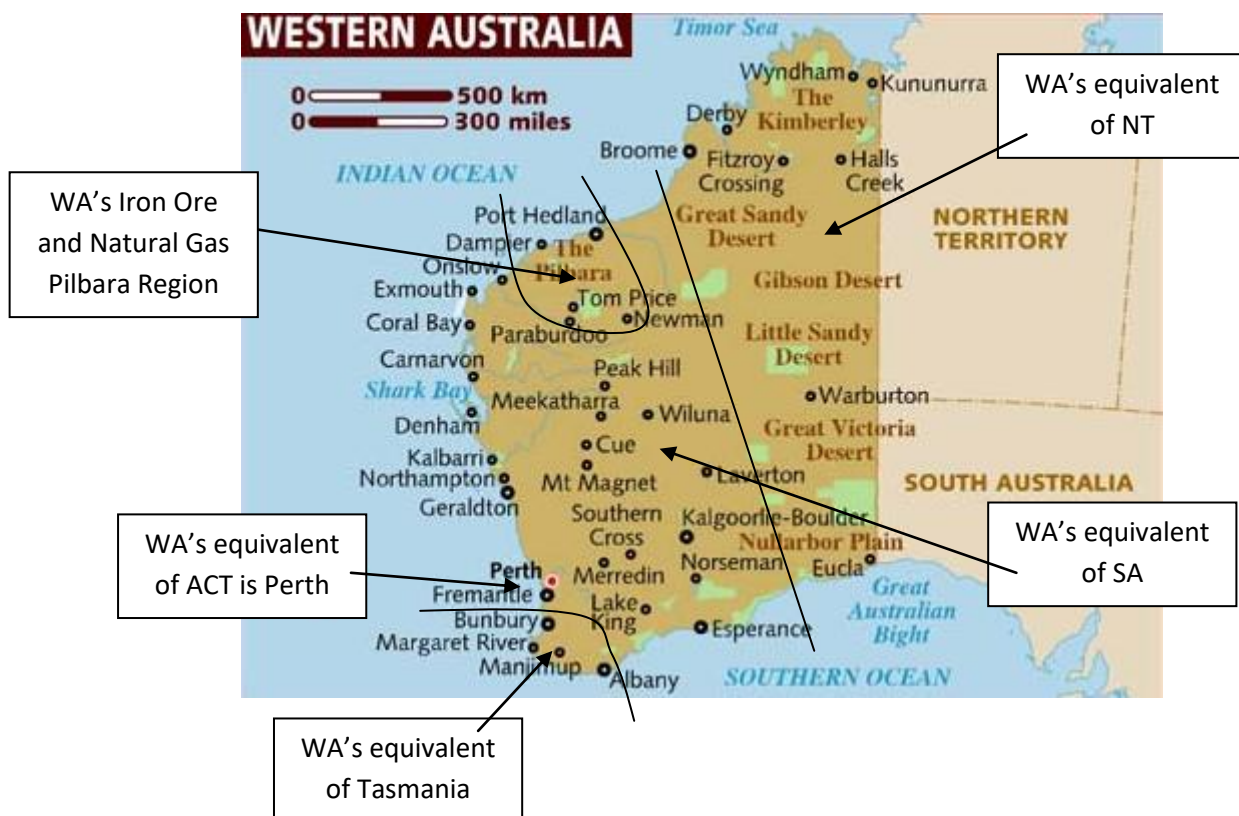 WESTERN AUSTRALIA
Timor Sea
0 500 km
0 300 miles
Wyndham
Kununurra
The
Kimberley
Derby
Broome
Fitzroy
Crossing
Halls
Creek
WA's equivalent
of NT
INDIAN OCEAN
WA's Iron Ore
and Natural Gas
Pilbara Region
Port Hedland
Dampier
The
Pilbara
Onslow
Exmouth
Tom Price
Newman
Coral Bay
Paraburdoo
Great Sandy
Desert
NORTHERN
TERRITORY
Gibson Desert
Little Sandy
Desert
Carnarvon
Peak Hill
Shark Bay
Meekatharra
Wiluna
Warburton
Denham
Cue
Great Victoria
Desert
Kalbarri
Northampton
Mt Magnet
Laverton
Geraldton
SOUTH AUSTRALIA
Southern
Cross
Kalgoorlie-Boulder
Nullarbor Plain
WA's equivalent
of ACT is Perth
Perth
Merredin
Norseman
Eucla
WA's equivalent
of SA
Fremantle
Bunbury
Lake
King
Esperance
Great
Australian
Bight
Margaret River
Manjimup
Albany
SOUTHERN OCEAN
WA's equivalent
of Tasmania